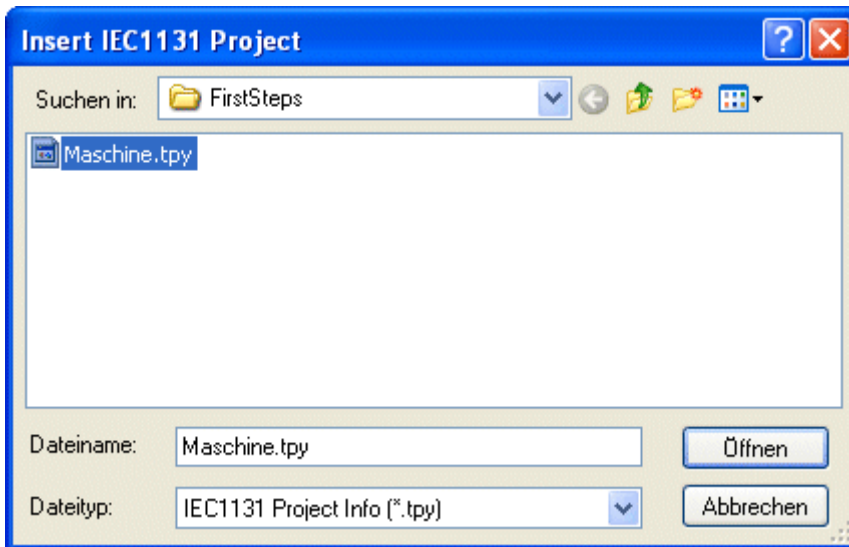 Insert IEC1131 Project
Suchen in: FirstSteps
Maschine.tpy
Dateiname: Maschine.tpy Öffnen
Dateityp: IEC1131 Project Info (*.tpy) Abbrechen